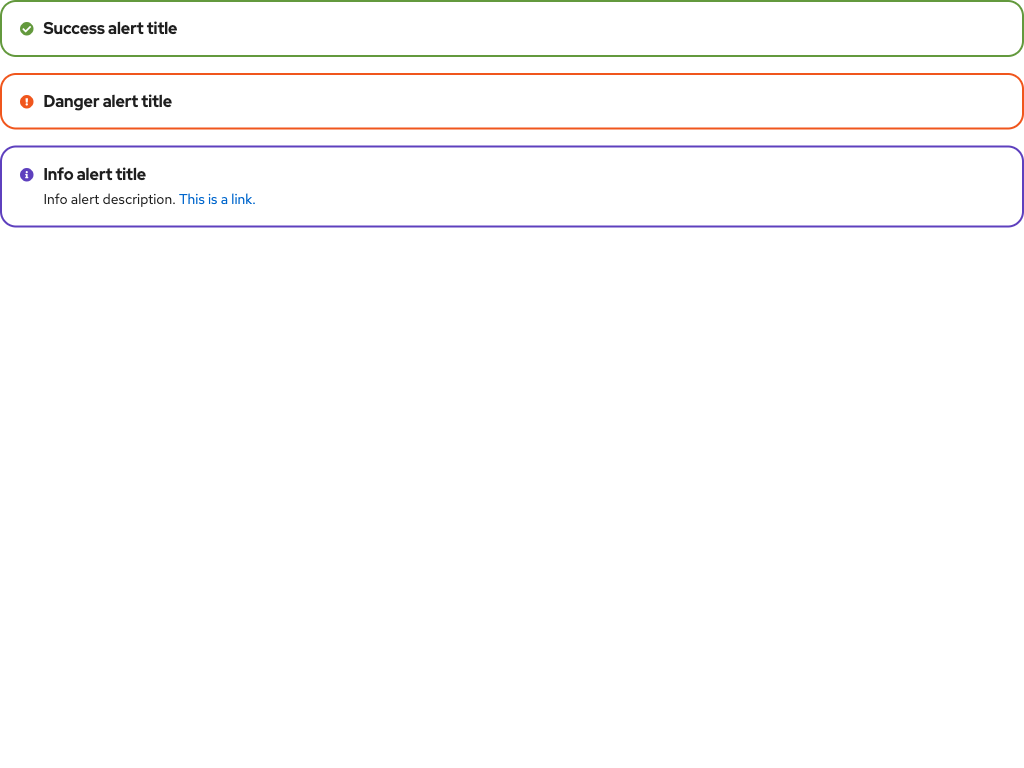 Success alert title
Danger alert title
Info alert title
Info alert description. This is a link.